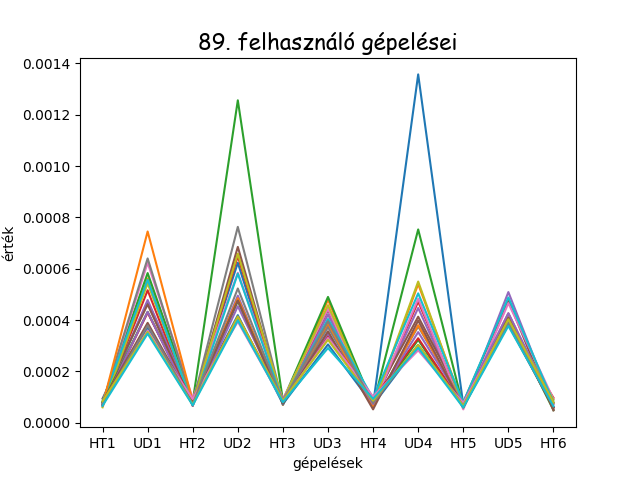 89. felhasználó gépelései
0.0014
0.0012
0.0010
0.0008
0.0006
0.0004
0.0002
0.0000
érték
HT1 UD1 HT2 UD2 HT3 UD3 HT4 UD4 HT5 UD5 HT6
gépelések